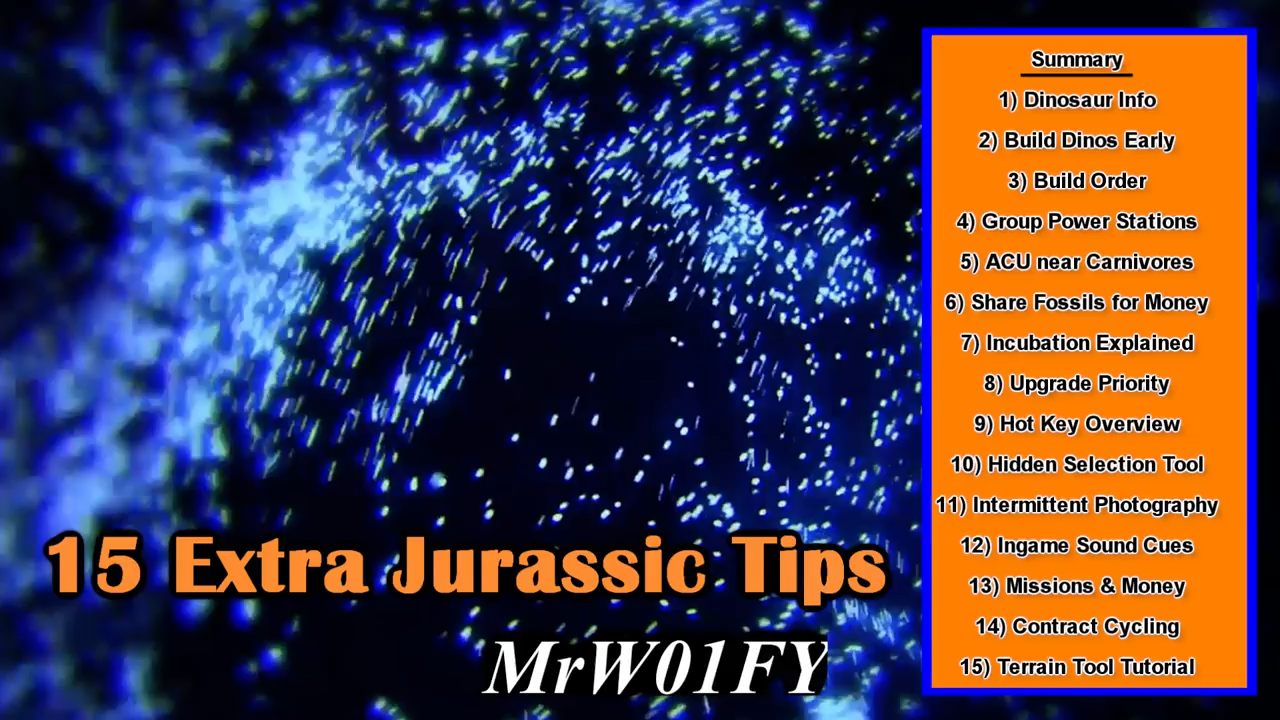 15 Extra Jurassic Tips
MrW01FY
Summary
1) Dinosaur Info
2) Build Dinos Early
3) Build Order
4) Group Power Stations
5) ACU near Carnivores
6) Share Fossils for Money
7) Incubation Explained
8) Upgrade Priority
9) Hot Key Overview
10) Hidden Selection Tool
11) Intermittent Photography
12) Ingame Sound Cues
13) Missions & Money
14) Contract Cycling
15) Terrain Tool Tutorial